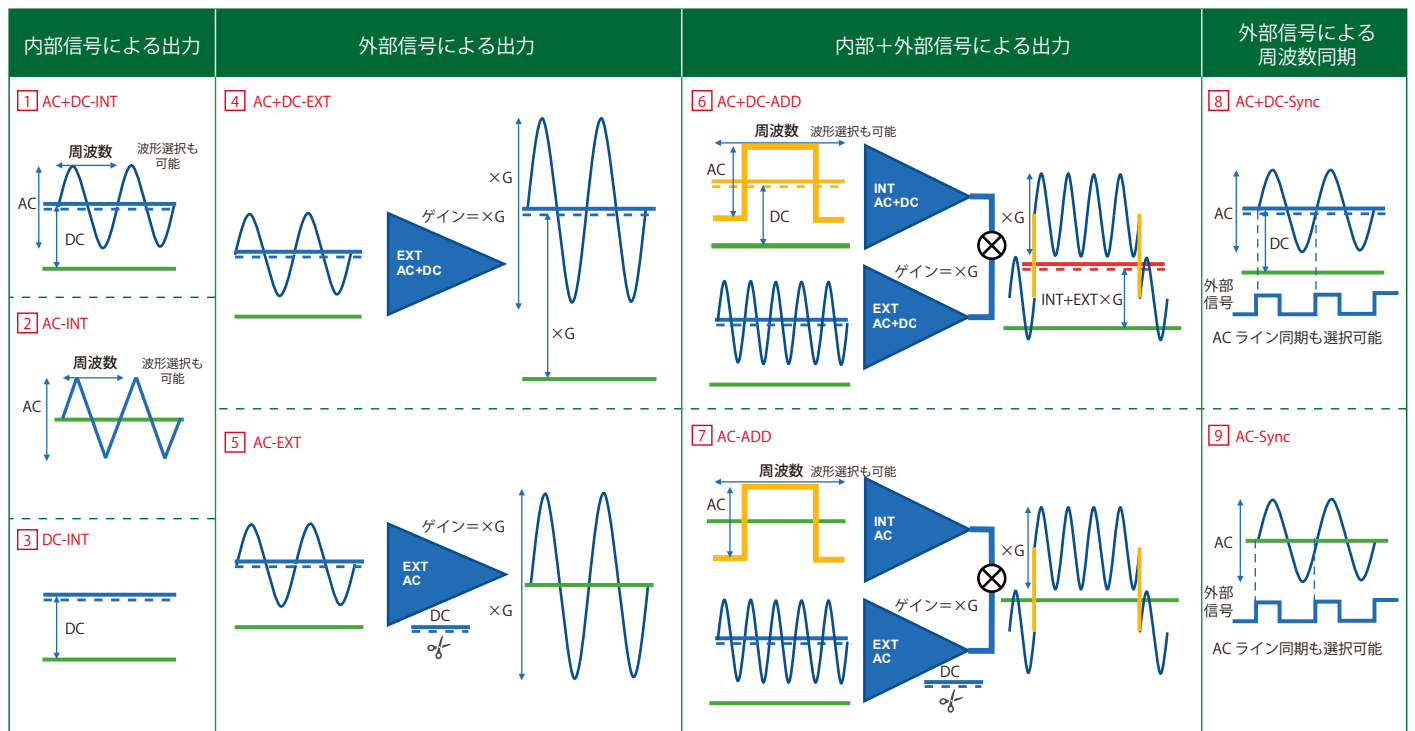 内部信号による出力
外部信号による出力
内部＋外部信号による出力
外部信号による
周波数同期
1 AC+DC-INT
周波数
波形選択も
可能
AC
DC
2 AC-INT
周波数
波形選択も
可能
AC
3 DC-INT
DC
4 AC+DC-EXT
ゲイン＝×G
EXT
AC+DC
×G
×G
5 AC-EXT
ゲイン＝×G
EXT
AC
DC
×G
6 AC+DC-ADD
周波数 波形選択も可能
AC
DC
INT
AC+DC
ゲイン＝×G
EXT
AC+DC
×G
INT+EXT×G
7 AC-ADD
周波数 波形選択も可能
AC
INT
AC
ゲイン＝×G
EXT
AC
DC
×G
8 AC+DC-Sync
AC
DC
外部
信号
AC ライン同期も選択可能
9 AC-Sync
AC
外部
信号
AC ライン同期も選択可能